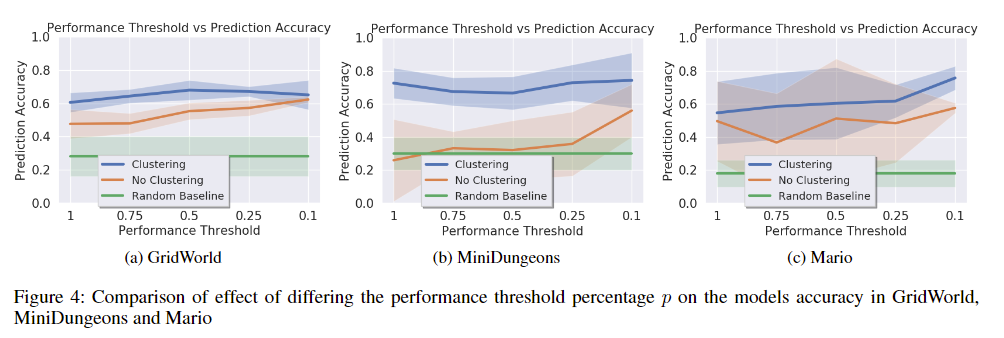 Performance Threshold vs Prediction Accuracy
Prediction Accuracy
1.0
0.8
0.6
0.4
0.2
0.0
Clustering
No Clustering
Random Baseline
1 0.75 0.5 0.25 0.1
Performance Threshold
(a) GridWorld
Performance Threshold vs Prediction Accuracy
Prediction Accuracy
1.0
0.8
0.6
0.4
0.2
0.0
Clustering
No Clustering
Random Baseline
1 0.75 0.5 0.25 0.1
Performance Threshold
(b) MiniDungeons
Performance Threshold vs Prediction Accuracy
Prediction Accuracy
1.0
0.8
0.6
0.4
0.2
0.0
Clustering
No Clustering
Random Baseline
1 0.75 0.5 0.25 0.1
Performance Threshold
(c) Mario
Figure 4: Comparison of effect of differing the performance threshold percentage p on the models accuracy in GridWorld,
MiniDungeons and Mario